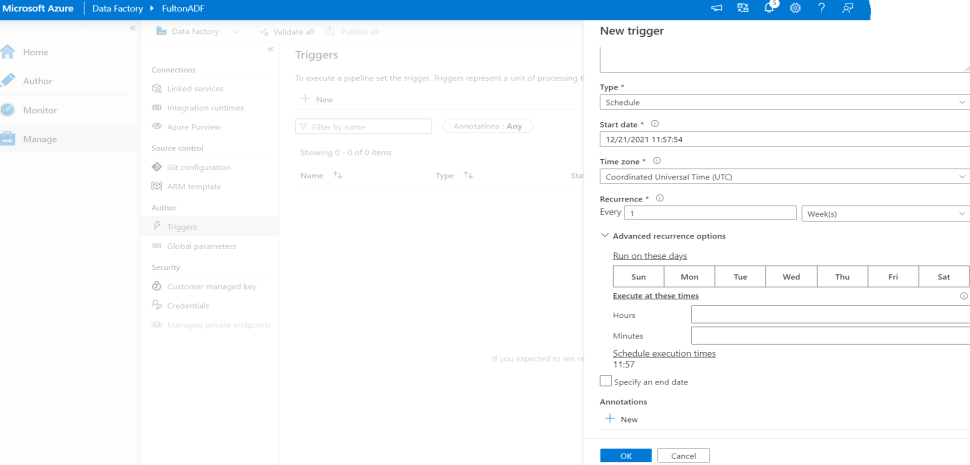 Microsoft Azure | Data Factory ▸ FultonADF
5
« Data Factory Validate all Publish all
Home
Author
Monitor
Manage
«
Connections
Linked services
Integration runtimes
Azure Purview
Source control
Git configuration
ARM template
Author
Triggers
Global parameters
Security
Customer managed key
Credentials
Managed private endpoints
Triggers
To execute a pipeline set the trigger. Triggers represent a unit of processing
+ New
Filter by name Annotations : Any
Showing 0 - 0 of 0 items
Name Type Sta
If you expected to see re
New trigger
Type *
Schedule
Start date *
12/21/2021 11:57:54
Time zone *
Coordinated Universal Time (UTC)
Recurrence *
Every 1 Week(s)
Advanced recurrence options
Run on these days
Sun Mon Tue Wed Thu Fri Sat
Execute at these times
Hours
Minutes
Schedule execution times
11:57
Specify an end date
Annotations
+ New
OK Cancel